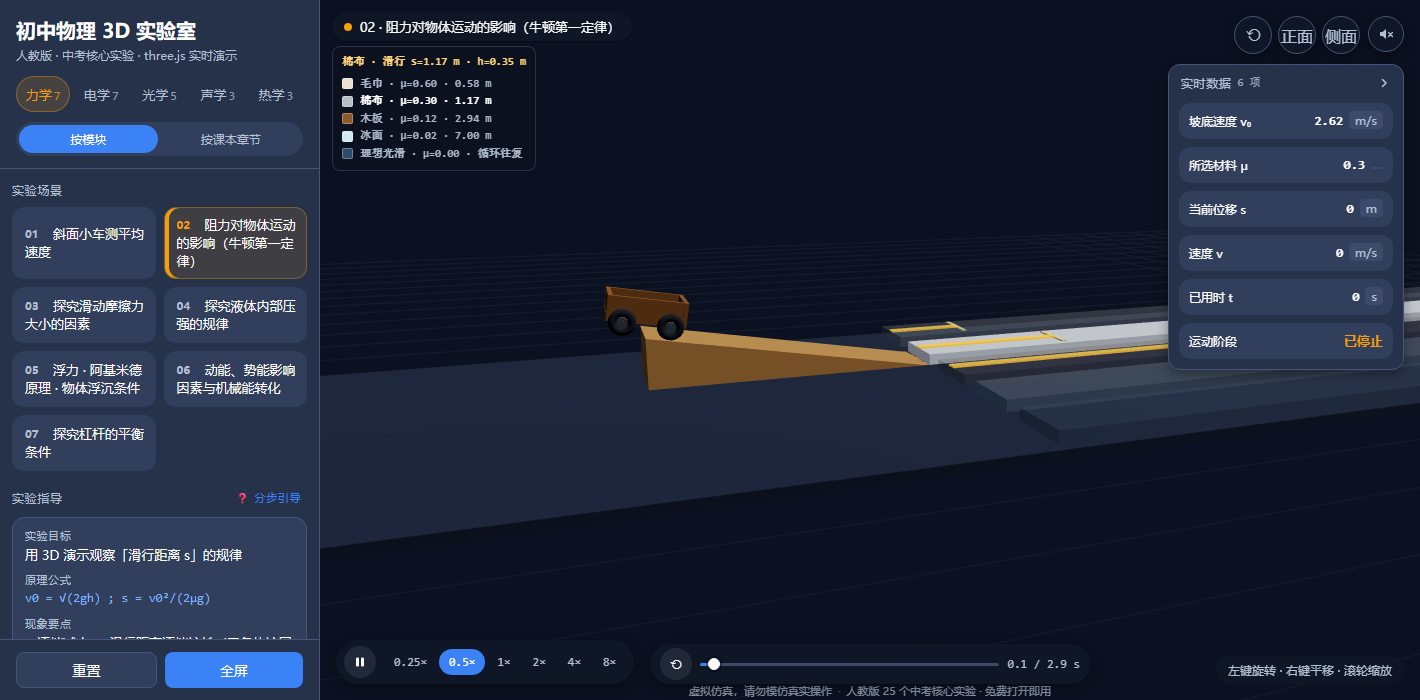 初中物理 3D 实验室
人教版 · 中考核心实验 · three.js 实时演示
力学 7 电学 7 光学 5 声学 3 热学 3
按模块 按课本章节
实验场景
01 斜面小车测平均速度
02 阻力对物体运动的影响（牛顿第一定律）
03 探究滑动摩擦力大小的因素
04 探究液体内部压强的规律
05 浮力 · 阿基米德原理 · 物体浮沉条件
06 动能、势能影响因素与机械能转化
07 探究杠杆的平衡条件
实验指导 ❓ 分步引导
实验目标
用 3D 演示观察「滑行距离 s」的规律
原理公式
v0 = √(2gh) ; s = v0²/(2μg)
现象要点
重置 全屏
02 · 阻力对物体运动的影响（牛顿第一定律）
棉布 · 滑行 s=1.17 m · h=0.35 m
毛巾 · μ=0.60 · 0.58 m
棉布 · μ=0.30 · 1.17 m
木板 · μ=0.12 · 2.94 m
冰面 · μ=0.02 · 7.00 m
理想光滑 · μ=0.00 · 循环往复
正面 侧面
实时数据 6 项
坡底速度 v₀ 2.62 m/s
所选材料 μ 0.3
当前位移 s 0 m
速度 v 0 m/s
已用时 t 0 s
运动阶段 已停止
0.25× 0.5× 1× 2× 4× 8×
0.1 / 2.9 s
虚拟仿真，请勿模仿真实操作 · 人教版 25 个中考核心实验 · 免费打开即用
左键旋转 · 右键平移 · 滚轮缩放